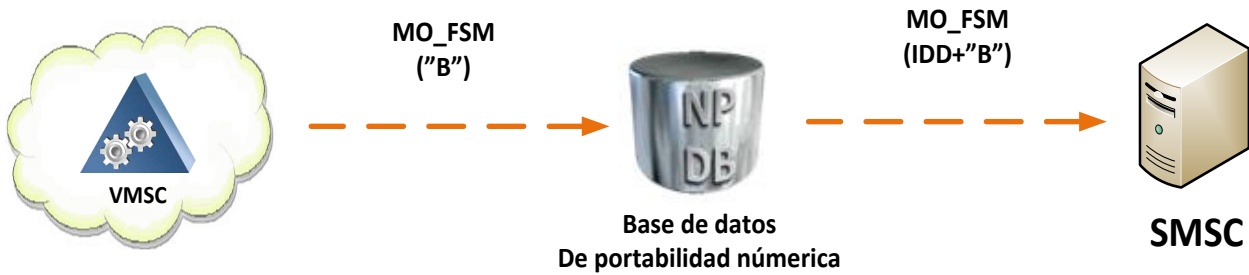 VMSC
MO_FSM
(”B”)
NP
DB
Base de datos
De portabilidad númerica
MO_FSM
(IDD+”B”)
SMSC